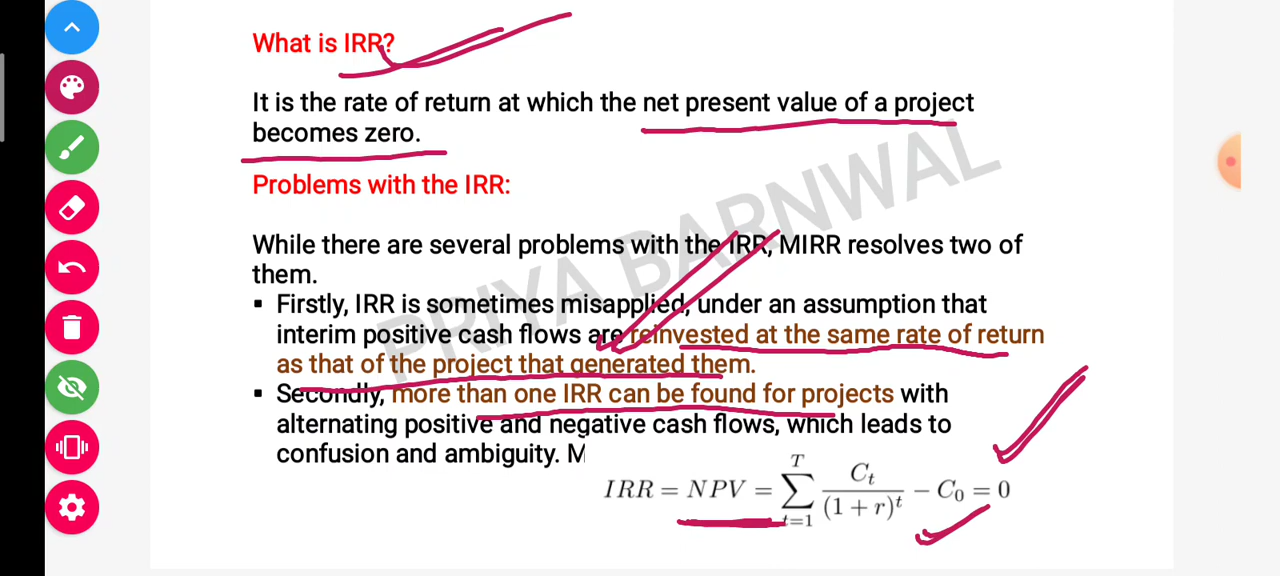 What is IRR?
It is the rate of return at which the net present value of a project
becomes zero.
Problems with the IRR:
While there are several problems with the IRR, MIRR resolves two of
them.
▪ Firstly, IRR is sometimes misapplied, under an assumption that
interim positive cash flows are reinvested at the same rate of return
as that of the project that generated them.
▪ Secondly, more than one IRR can be found for projects with
alternating positive and negative cash flows, which leads to
confusion and ambiguity. M
IRR = NPV = \sum_{t=1}^{T} \frac{C_t}{(1+r)^t} - C_0 = 0
PRIYA BARNWAL